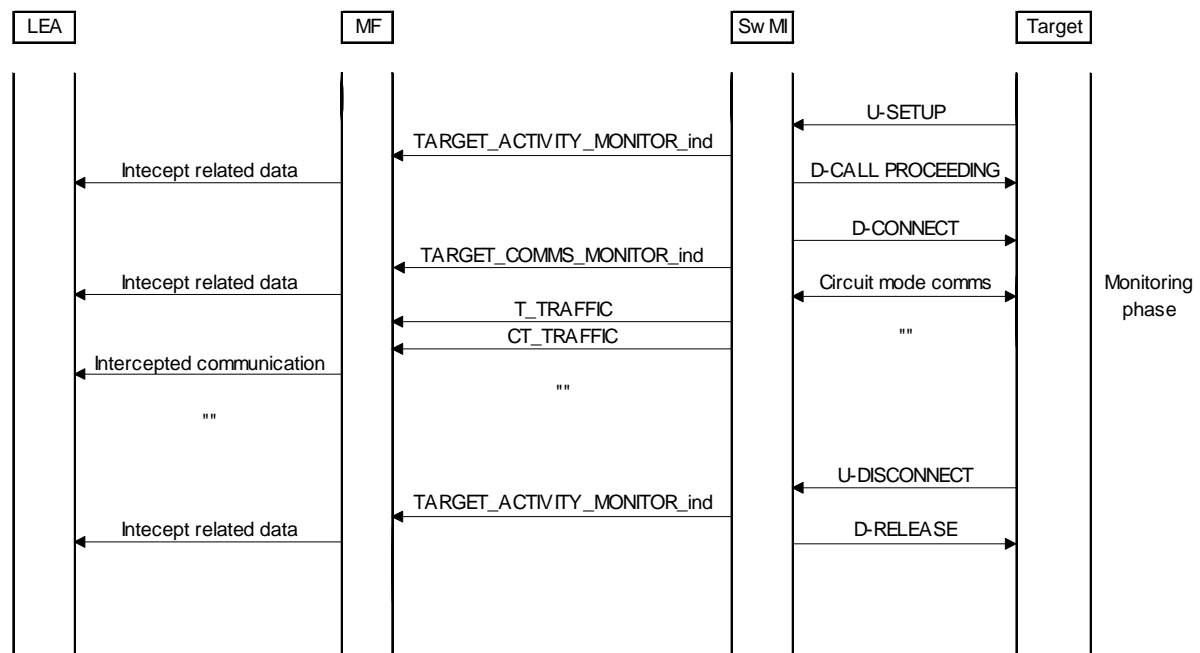 LEA
MF
Sw MI
Target
U-SETUP
TARGET_ACTIVITY_MONITOR_ind
Intecept related data
D-CALL PROCEEDING
D-CONNECT
TARGET_COMMS_MONITOR_ind
Intecept related data
Circuit mode comms
Monitoring
phase
T_TRAFFIC
""
CT_TRAFFIC
Intercepted communication
""
""
U-DISCONNECT
TARGET_ACTIVITY_MONITOR_ind
Intecept related data
D-RELEASE